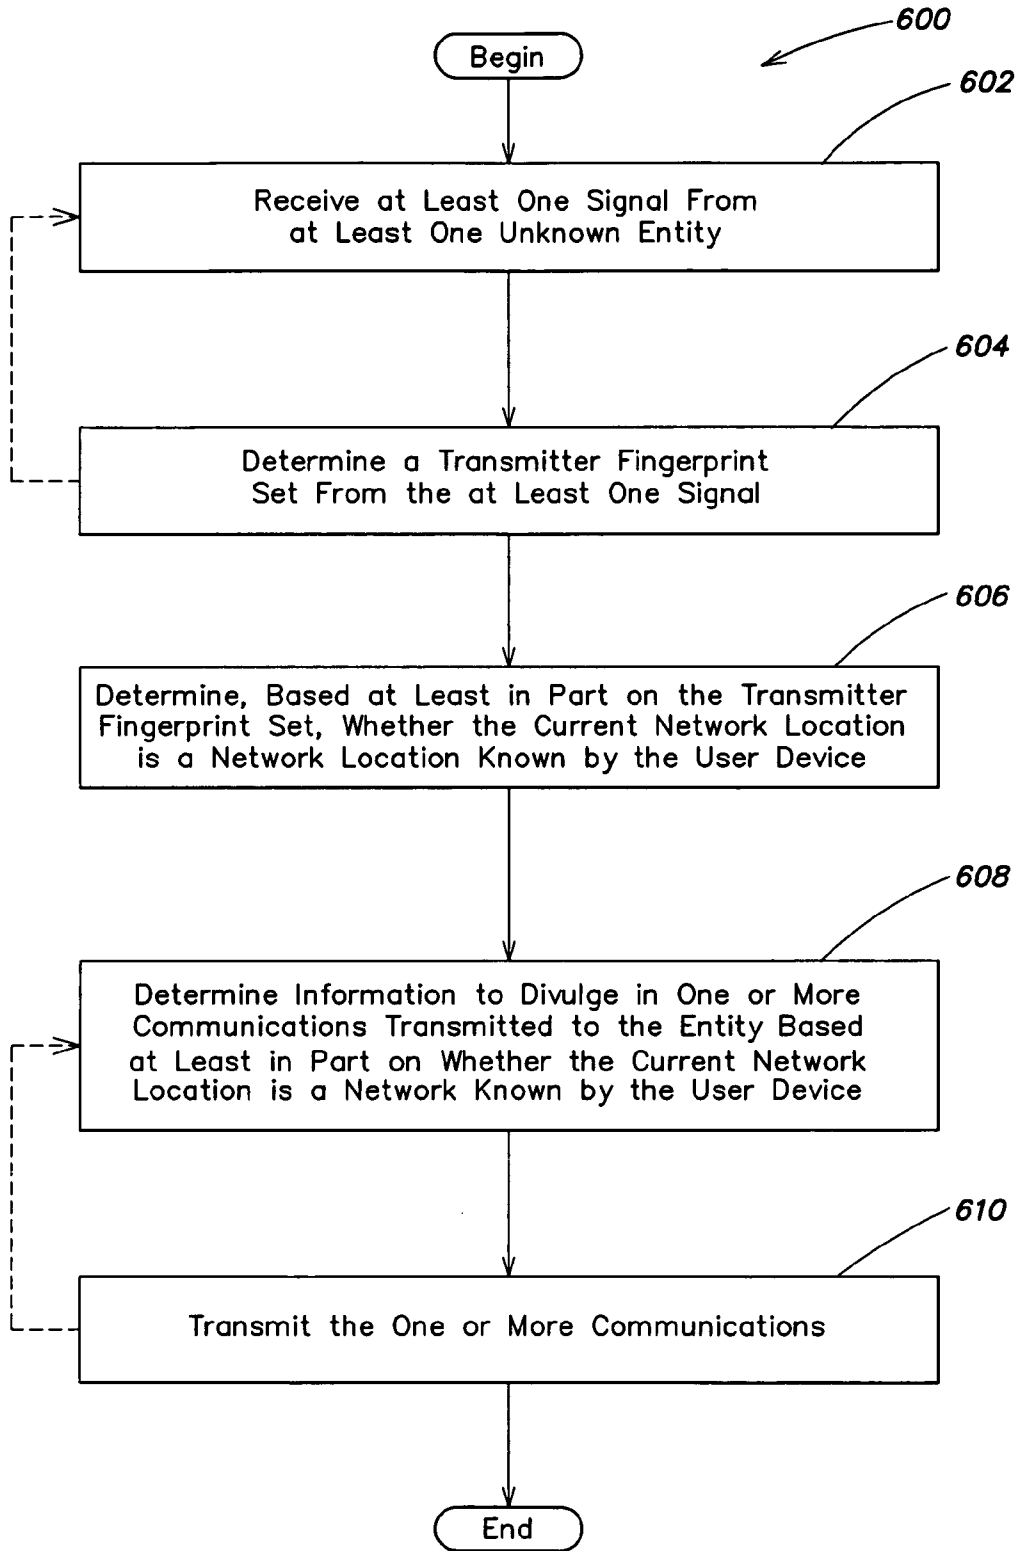 600
Begin
602
Receive at Least One Signal From
at Least One Unknown Entity
604
Determine a Transmitter Fingerprint
Set From the at Least One Signal
606
Determine, Based at Least in Part on the Transmitter
Fingerprint Set, Whether the Current Network Location
is a Network Location Known by the User Device
608
Determine Information to Divulge in One or More
Communications Transmitted to the Entity Based
at Least in Part on Whether the Current Network
Location is a Network Known by the User Device
610
Transmit the One or More Communications
End